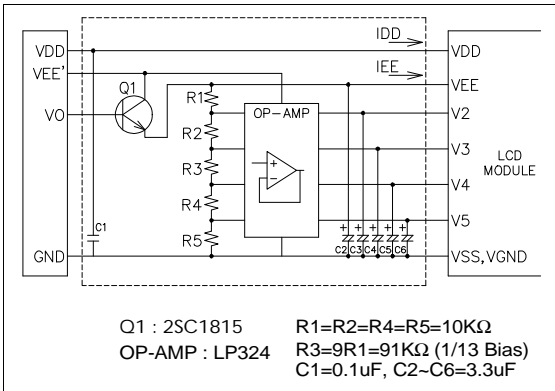 IDD
VDD
VDD
VEE'
IEE
Q1
VEE
R1
OP-AMP
VO
V2
R2
V3
LCD
MODULE
R3
+
-
V4
R4
V5
C1
R5
+ + + + +
C2 C3 C4 C5 C6
GND
VSS,VGND
Q1 : 2SC1815
R1=R2=R4=R5=10KΩ
OP-AMP : LP324
R3=9R1=91KΩ (1/13 Bias)
C1=0.1uF, C2~C6=3.3uF